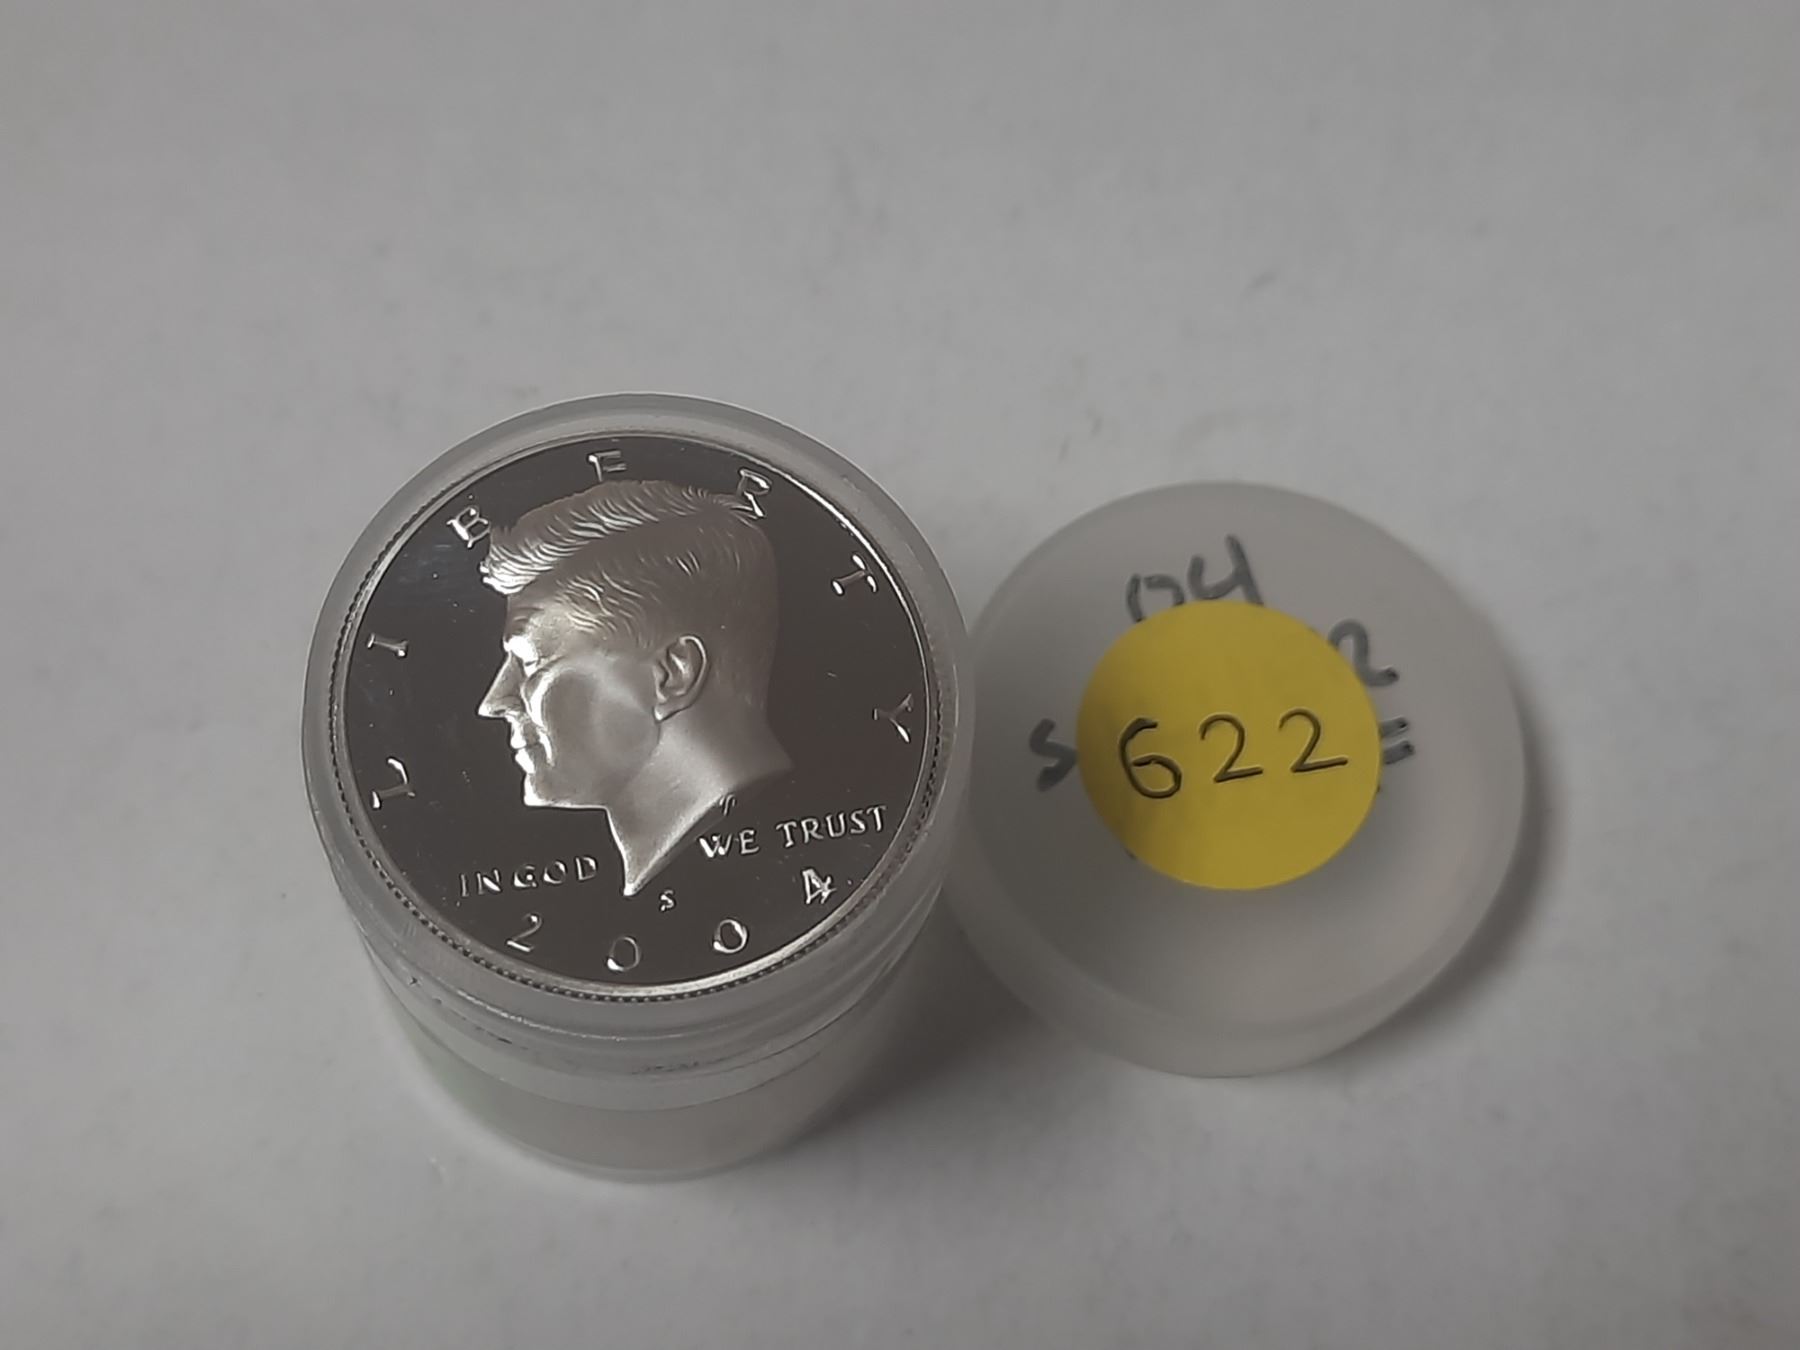 LIBERTY
IN GOD WE TRUST
S
2004
04
S
622